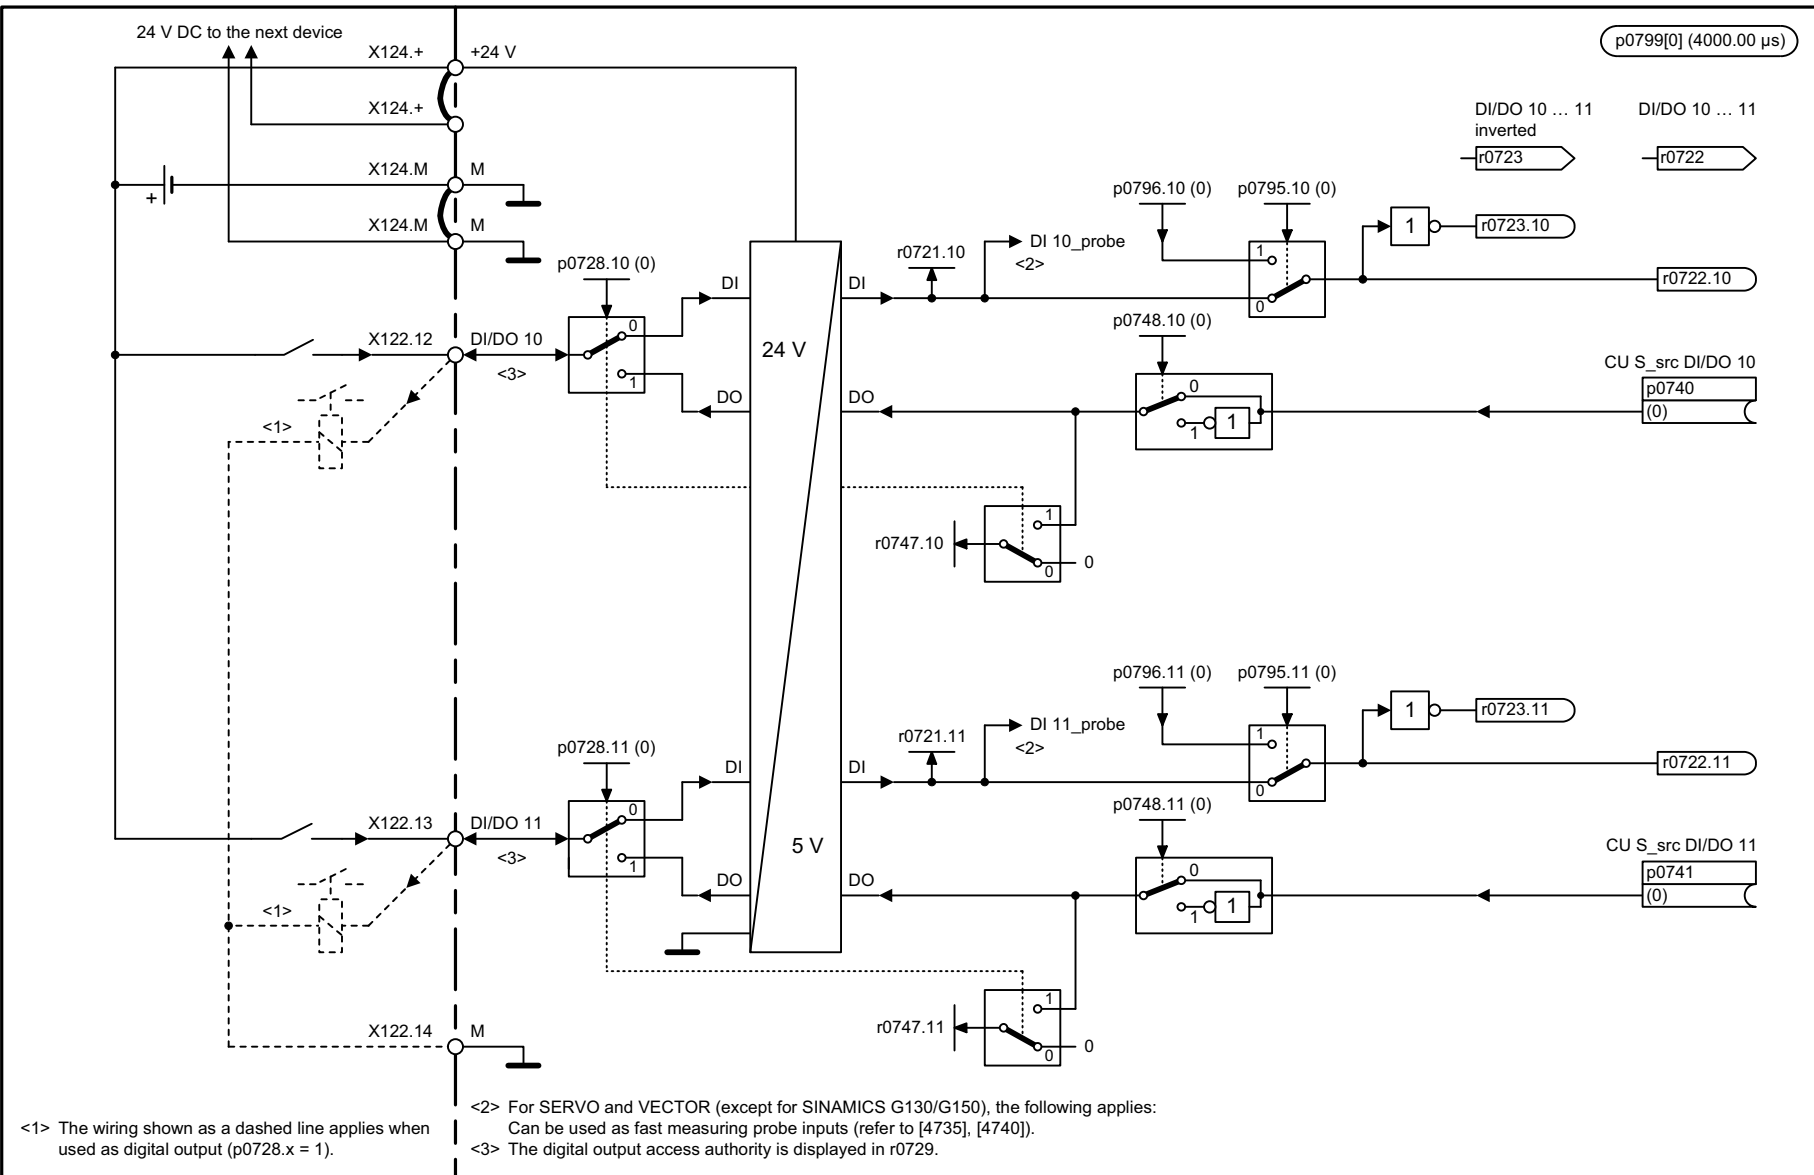 24 V DC to the next device
X124.+
+24 V
p0799[0] (4000.00 µs)
X124.+
DI/DO 10 … 11
inverted
DI/DO 10 … 11
r0723
r0722
X124.M
M
+
X124.M
M
p0796.10 (0)
p0795.10 (0)
1
0
1
r0723.10
r0722.10
r0721.10
DI 10_probe
<2>
p0728.10 (0)
DI
DI
0
1
X122.12
DI/DO 10
<3>
24 V
p0748.10 (0)
0
1
1
CU S_src DI/DO 10
p0740
(0)
DO
DO
<1>
1
0
0
r0747.10
p0796.11 (0)
p0795.11 (0)
1
0
1
r0723.11
r0722.11
r0721.11
DI 11_probe
<2>
p0728.11 (0)
DI
DI
0
1
X122.13
DI/DO 11
<3>
5 V
p0748.11 (0)
0
1
1
CU S_src DI/DO 11
p0741
(0)
DO
DO
<1>
1
0
0
r0747.11
X122.14
M
<1> The wiring shown as a dashed line applies when
used as digital output (p0728.x = 1).
<2> For SERVO and VECTOR (except for SINAMICS G130/G150), the following applies:
Can be used as fast measuring probe inputs (refer to [4735], [4740]).
<3> The digital output access authority is displayed in r0729.